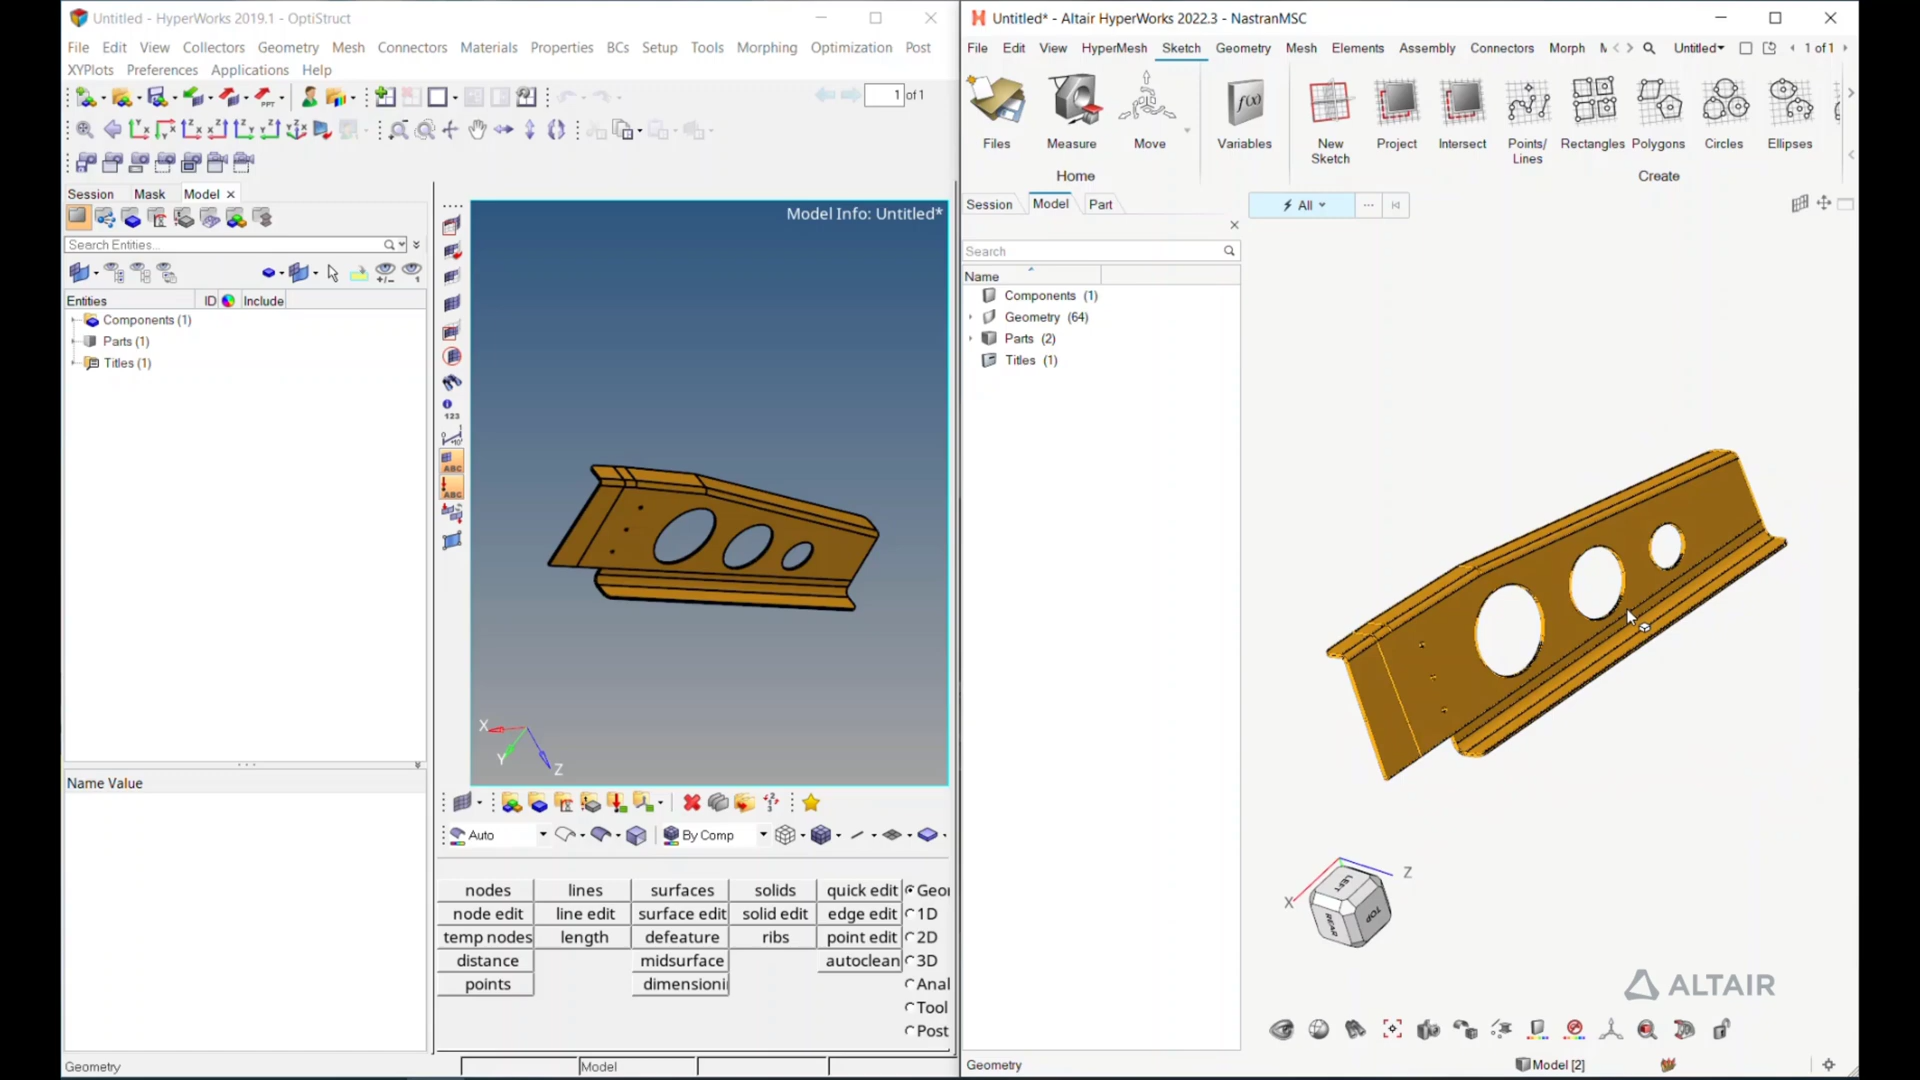 Untitled - HyperWorks 2019.1 - OptiStruct
File Edit View Collectors Geometry Mesh Connectors Materials Properties BCs Setup Tools Morphing Optimization Post
XYPlots Preferences Applications Help
1 of 1
Session Mask Model
Search Entities...
Entities ID Include
Components (1)
Parts (1)
Titles (1)
Name Value
Model Info: Untitled*
123
ABC
ABC
X
Y
Z
Auto
By Comp
nodes lines surfaces solids quick edit Geo
node edit line edit surface edit solid edit edge edit 1D
temp nodes length defeature ribs point edit 2D
distance midsurface autoclean 3D
points dimensioni Anal
Tool
Post
Geometry Model
Untitled* - Altair HyperWorks 2022.3 - NastranMSC
File Edit View HyperMesh Sketch Geometry Mesh Elements Assembly Connectors Morph Untitled 1 of 1
f(x)
Files Measure Move Variables New Sketch Project Intersect Points/ Lines Rectangles Polygons Circles Ellipses
Home Create
Session Model Part
All
Search
Name
Components (1)
Geometry (64)
Parts (2)
Titles (1)
X
Z
LEFT
REAR
TOP
ALTAIR
Geometry Model [2]